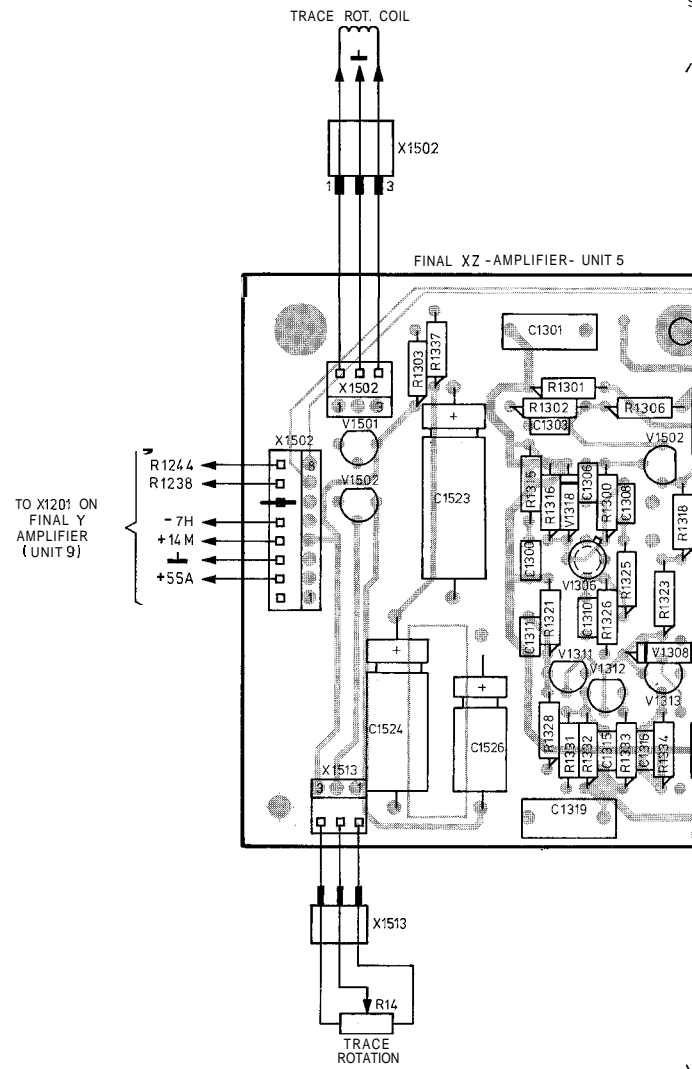 TRACE ROT. COIL
X1502
1 3
FINAL XZ -AMPLIFIER- UNIT 5
C1301
R1303
R1337
R1301
X1502
1 3
R1302
R1306
C1303
V1501
X1502
V1502
R1244
8
R1238
V1502
C1523
R1315
R1316
V1318
C1306
R1300
C1308
R1318
TO X1201 ON
FINAL Y
AMPLIFIER
(UNIT 9)
-7H
+14M
+55A
1
C1300
V1306
R1325
R1323
R1321
C1310
R1326
V1308
V1311
V1312
V1313
C1524
C1526
R1328
R1331
R1332
C1315
R1333
C1316
R1334
X1513
3 1
C1319
X1513
R14
TRACE
ROTATION